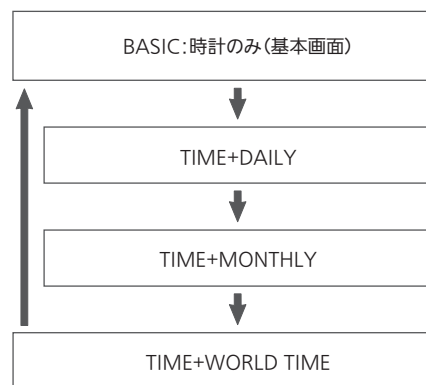 BASIC:時計のみ(基本画面)
TIME+DAILY
TIME+MONTHLY
TIME+WORLD TIME